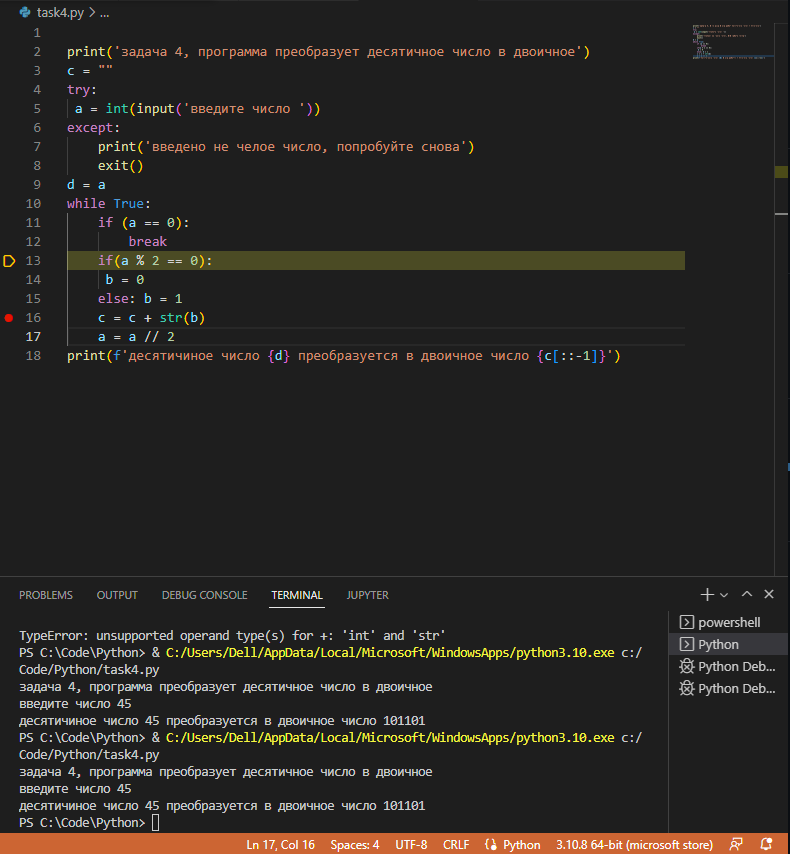 task4.py > ...
1
2 print('задача 4, программа преобразует десятичное число в двоичное')
3 c = ""
4 try:
5  a = int(input('введите число '))
6 except:
7     print('введено не челое число, попробуйте снова')
8     exit()
9 d = a
10 while True:
11     if (a == 0):
12         break
13     if(a % 2 == 0):
14      b = 0
15     else: b = 1
16     c = c + str(b)
17     a = a // 2
18 print(f'десятичиное число {d} преобразуется в двоичное число {c[::-1]}')
PROBLEMS OUTPUT DEBUG CONSOLE TERMINAL JUPYTER
TypeError: unsupported operand type(s) for +: 'int' and 'str'
PS C:\Code\Python> & C:/Users/Dell/AppData/Local/Microsoft/WindowsApps/python3.10.exe c:/
Code/Python/task4.py
задача 4, программа преобразует десятичное число в двоичное
введите число 45
десятичиное число 45 преобразуется в двоичное число 101101
PS C:\Code\Python> & C:/Users/Dell/AppData/Local/Microsoft/WindowsApps/python3.10.exe c:/
Code/Python/task4.py
задача 4, программа преобразует десятичное число в двоичное
введите число 45
десятичиное число 45 преобразуется в двоичное число 101101
PS C:\Code\Python>
powershell
Python
Python Deb...
Python Deb...
Ln 17, Col 16 Spaces: 4 UTF-8 CRLF Python 3.10.8 64-bit (microsoft store)